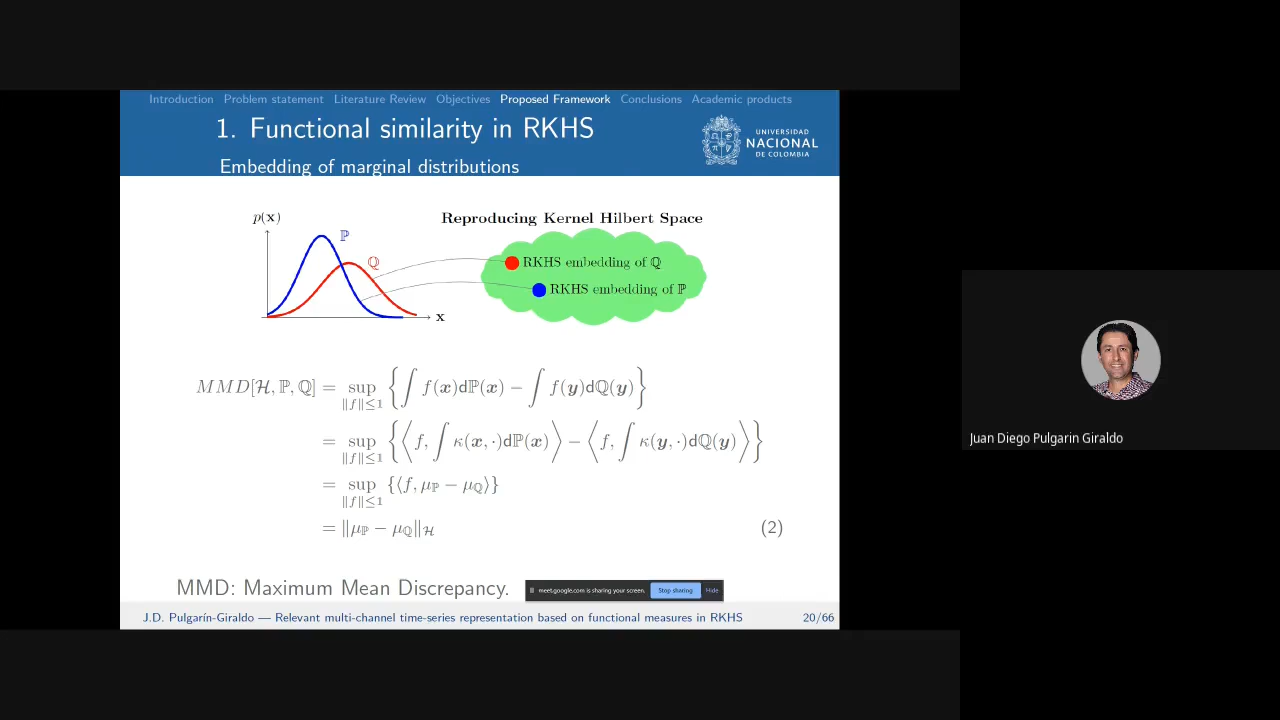 Introduction Problem statement Literature Review Objectives Proposed Framework Conclusions Academic products
1. Functional similarity in RKHS
Embedding of marginal distributions
UNIVERSIDAD
NACIONAL
DE COLOMBIA
p(x)
ℙ
ℚ
x
Reproducing Kernel Hilbert Space
RKHS embedding of ℚ
RKHS embedding of ℙ
MMD[ℋ, ℙ, ℚ] = sup_{‖f‖≤1} { ∫ f(x)dℙ(x) − ∫ f(y)dℚ(y) }
= sup_{‖f‖≤1} { ⟨ f, ∫ κ(x, ·)dℙ(x) ⟩ − ⟨ f, ∫ κ(y, ·)dℚ(y) ⟩ }
= sup_{‖f‖≤1} {⟨f, μ_ℙ − μ_ℚ⟩}
= ‖μ_ℙ − μ_ℚ‖_ℋ (2)
MMD: Maximum Mean Discrepancy.
meet.google.com is sharing your screen. Stop sharing Hide
J.D. Pulgarín-Giraldo — Relevant multi-channel time-series representation based on functional measures in RKHS 20/66
Juan Diego Pulgarin Giraldo